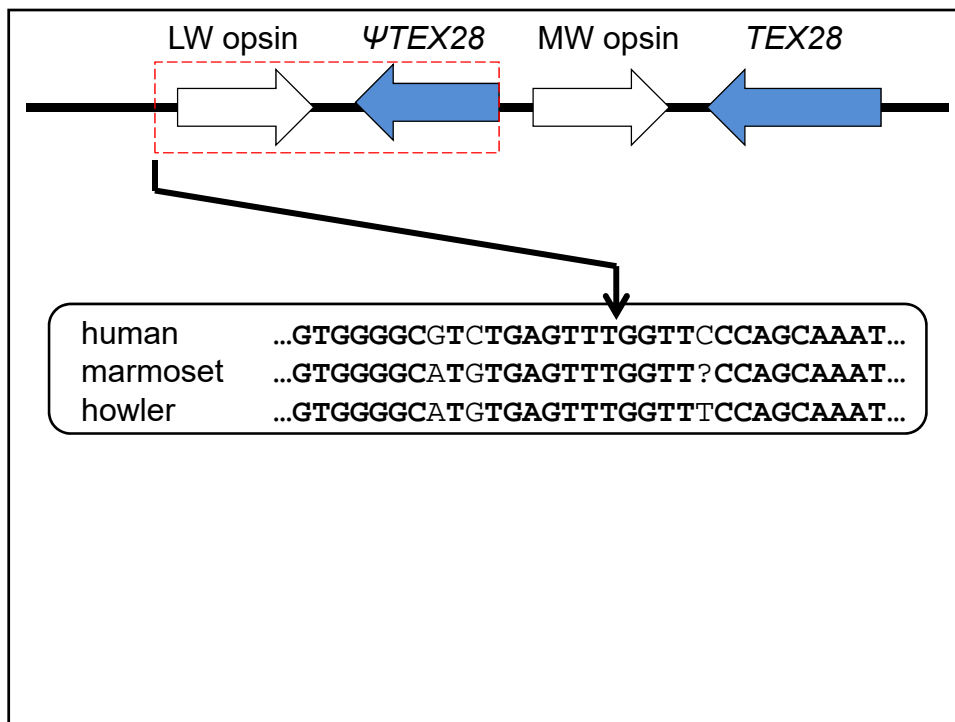 LW opsin ΨTEX28 MW opsin TEX28
human ...GTGGGGCGTCTGAGTTTGGTTCCCAGCAAAT...
marmoset ...GTGGGGCATGTGAGTTTGGTT?CCAGCAAAT...
howler ...GTGGGGCATGTGAGTTTGGTTTCCAGCAAAT...